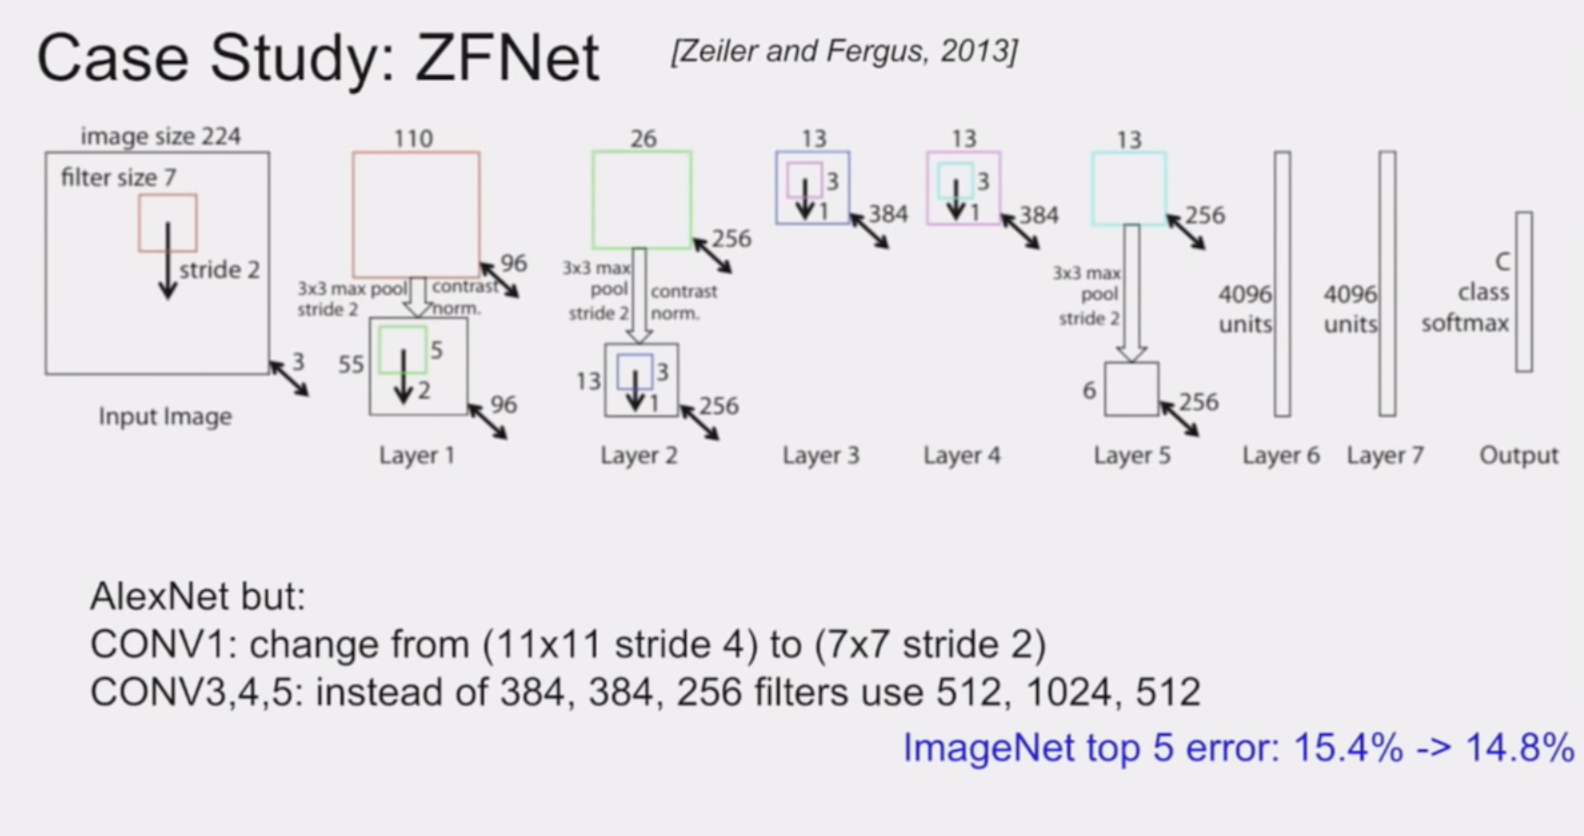 Case Study: ZFNet
[Zeiler and Fergus, 2013]
image size 224
filter size 7
stride 2
3
Input Image
110
96
3x3 max pool
stride 2
contrast
norm.
55
5
2
96
Layer 1
26
256
3x3 max
pool
stride 2
contrast
norm.
13
3
1
256
Layer 2
13
3
1
384
Layer 3
13
3
1
384
Layer 4
13
256
3x3 max
pool
stride 2
6
256
Layer 5
4096
units
Layer 6
4096
units
Layer 7
C
class
softmax
Output
AlexNet but:
CONV1: change from (11x11 stride 4) to (7x7 stride 2)
CONV3,4,5: instead of 384, 384, 256 filters use 512, 1024, 512
ImageNet top 5 error: 15.4% -> 14.8%